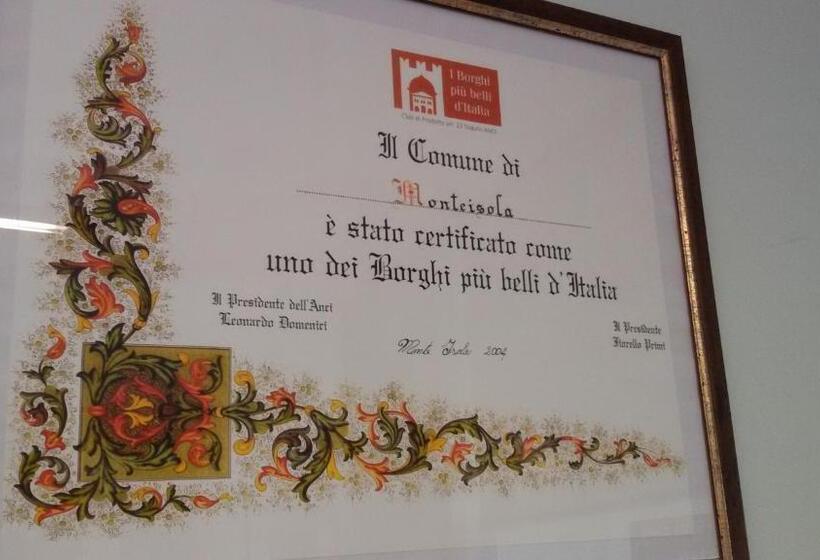 I Borghi
più belli
d'Italia
Il Comune di
Monteisola
è stato certificato come
uno dei Borghi più belli d'Italia
Il Presidente dell'Anci
Leonardo Domenici
Il Presidente
Fiorello Primi
Monte Isola 2004